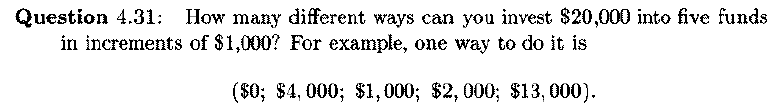 Question 4.31: How many different ways can you invest $20,000 into five funds
in increments of $1,000? For example, one way to do it is
($0; $4,000; $1,000; $2,000; $13,000).